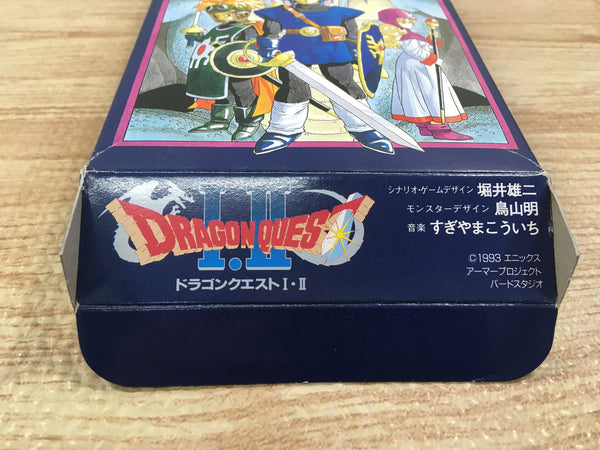 DRAGON QUEST
I・II
ドラゴンクエスト I・II
シナリオ・ゲームデザイン 堀井雄二
モンスターデザイン 鳥山明
音楽 すぎやまこういち
©1993 エニックス
アーマープロジェクト
バードスタジオ